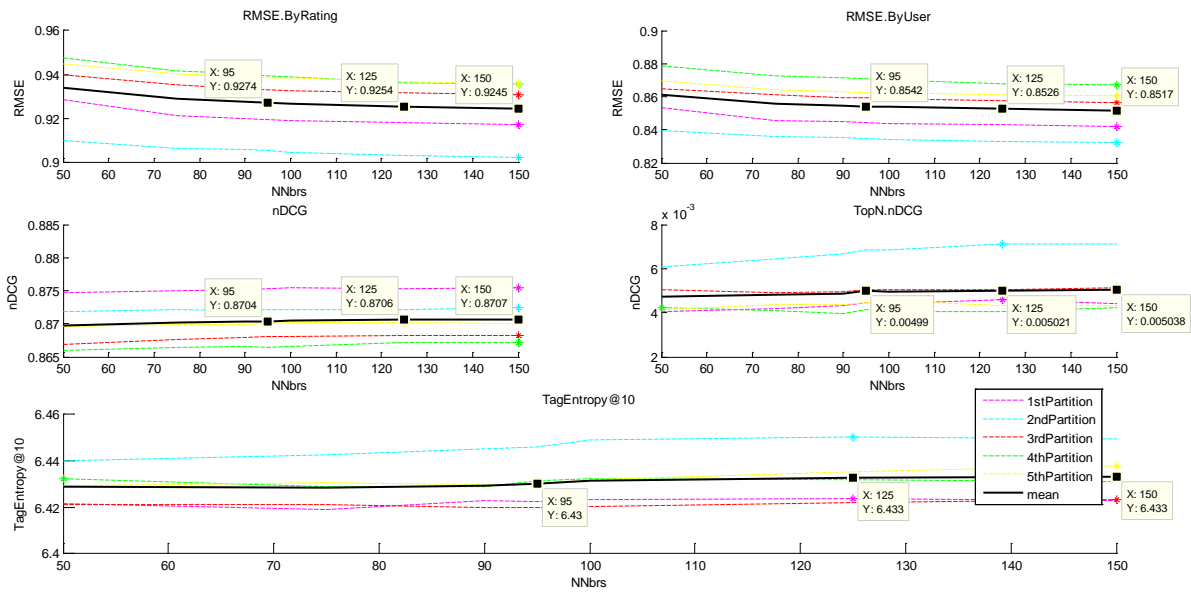 RMSE.ByRating
0.96
0.94
0.92
0.9
RMSE
X: 95
Y: 0.9274
X: 125
Y: 0.9254
X: 150
Y: 0.9245
50 60 70 80 90 100 110 120 130 140 150
NNbrs
RMSE.ByUser
0.9
0.88
0.86
0.84
0.82
RMSE
X: 95
Y: 0.8542
X: 125
Y: 0.8526
X: 150
Y: 0.8517
50 60 70 80 90 100 110 120 130 140 150
NNbrs
nDCG
0.885
0.88
0.875
0.87
0.865
nDCG
X: 95
Y: 0.8704
X: 125
Y: 0.8706
X: 150
Y: 0.8707
50 60 70 80 90 100 110 120 130 140 150
NNbrs
TopN.nDCG
x 10^-3
8
6
4
2
nDCG
X: 95
Y: 0.00499
X: 125
Y: 0.005021
X: 150
Y: 0.005038
50 60 70 80 90 100 110 120 130 140 150
NNbrs
TagEntropy@10
6.46
6.44
6.42
6.4
TagEntropy@10
X: 95
Y: 6.43
X: 125
Y: 6.433
X: 150
Y: 6.433
50 60 70 80 90 100 110 120 130 140 150
NNbrs
1stPartition
2ndPartition
3rdPartition
4thPartition
5thPartition
mean